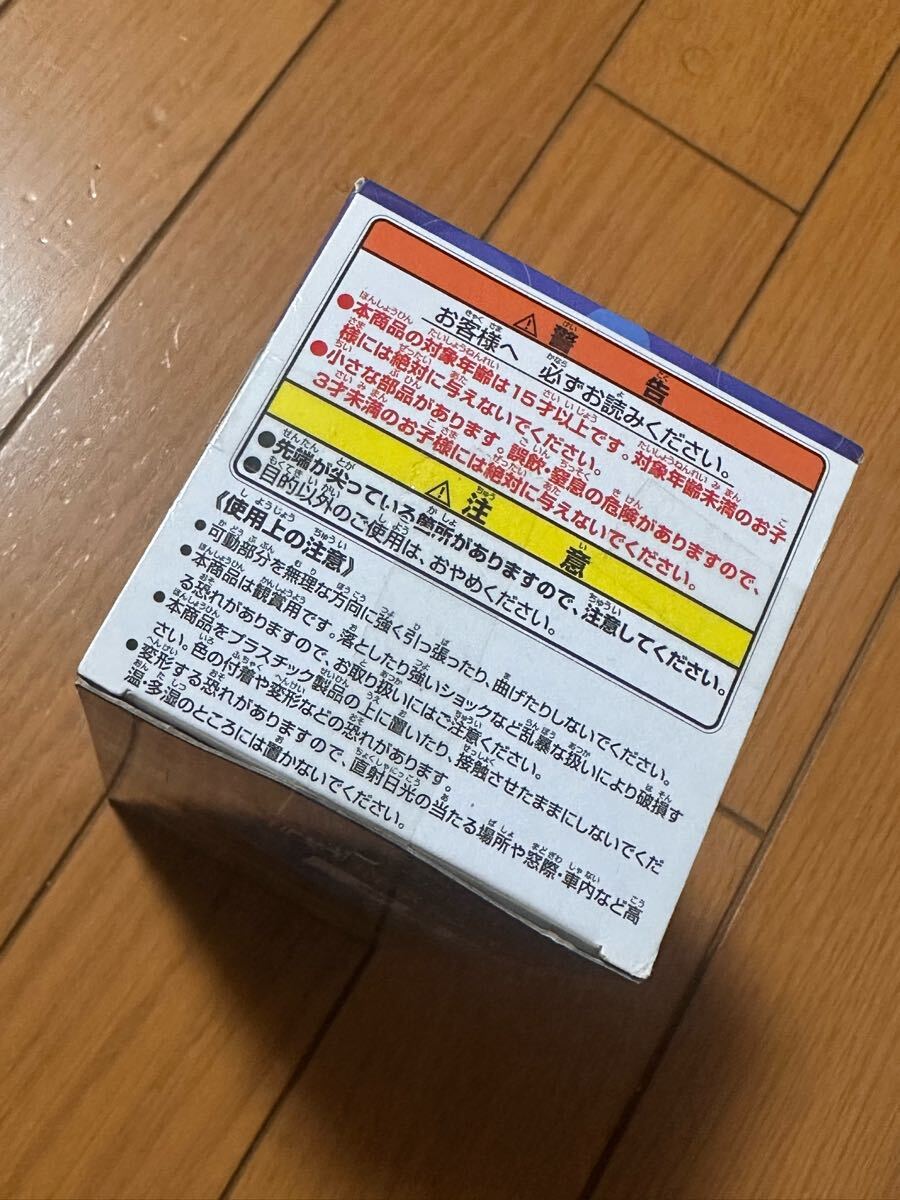 ⚠警告
お客様へ 必ずお読みください。
●本商品の対象年齢は15才以上です。対象年齢未満のお子
様には絶対に与えないでください。
●小さな部品があります。誤飲・窒息の危険がありますので、
3才未満のお子様には絶対に与えないでください。
⚠注意
●先端が尖っている箇所がありますので、注意してください。
●目的以外のご使用は、おやめください。
《使用上の注意》
・可動部分を無理な方向に強く引っ張ったり、曲げたりしないでください。
・本商品は観賞用です。落としたり強いショックなど乱暴な扱いにより破損す
る恐れがありますので、お取り扱いにはご注意ください。
・本商品をプラスチック製品の上に置いたり、接触させたままにしないでくだ
さい。色の付着や変形などの恐れがあります。
・変形する恐れがありますので、直射日光の当たる場所や窓際・車内など高
温・多湿のところには置かないでください。